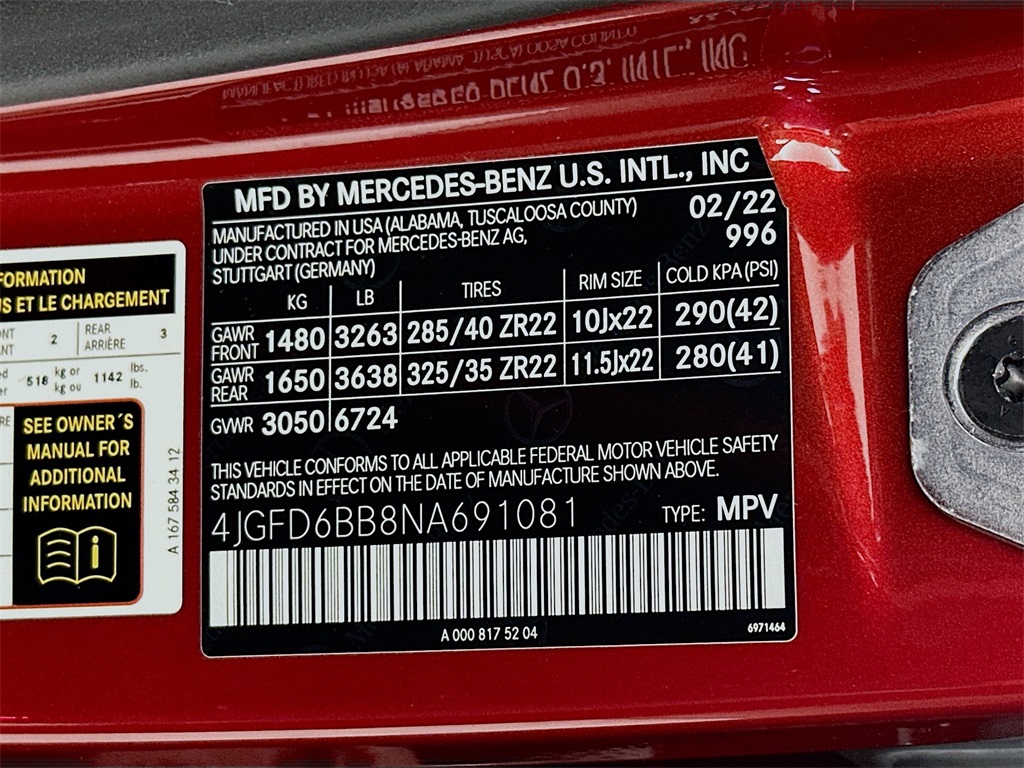 MFD BY MERCEDES-BENZ U.S. INTL., INC
MANUFACTURED IN USA (ALABAMA, TUSCALOOSA COUNTY) 02/22
UNDER CONTRACT FOR MERCEDES-BENZ AG, 996
STUTTGART (GERMANY)
KG LB TIRES RIM SIZE COLD KPA (PSI)
GAWR FRONT 1480 3263 285/40 ZR22 10Jx22 290(42)
GAWR REAR 1650 3638 325/35 ZR22 11.5Jx22 280(41)
GVWR 3050 6724
THIS VEHICLE CONFORMS TO ALL APPLICABLE FEDERAL MOTOR VEHICLE SAFETY
STANDARDS IN EFFECT ON THE DATE OF MANUFACTURE SHOWN ABOVE.
4JGFD6BB8NA691081 TYPE: MPV
A 000 817 52 04 6971464
ET LE CHARGEMENT
2 REAR 3
ARRIÈRE
518 kg or 1142 lbs.
kg ou lb.
SEE OWNER´S
MANUAL FOR
ADDITIONAL
INFORMATION
A 167 584 34 12